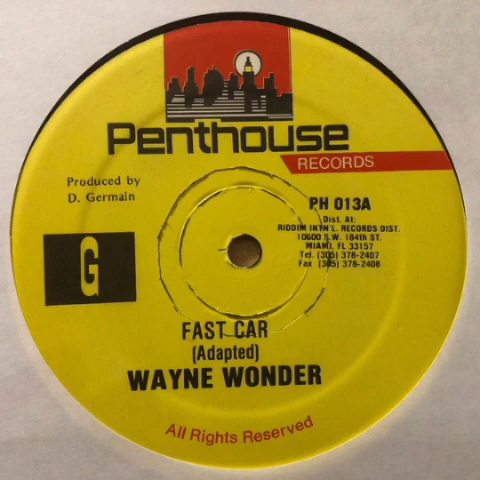 Penthouse
RECORDS
Produced by
D. Germain
PH 013A
Dist. At:
RIDDIM INTN'L. RECORDS DIST.
10600 S.W. 184th ST.
MIAMI, FL 33157
Tel. (305) 378-2407
Fax (305) 378-2408
G
FAST CAR
(Adapted)
WAYNE WONDER
All Rights Reserved